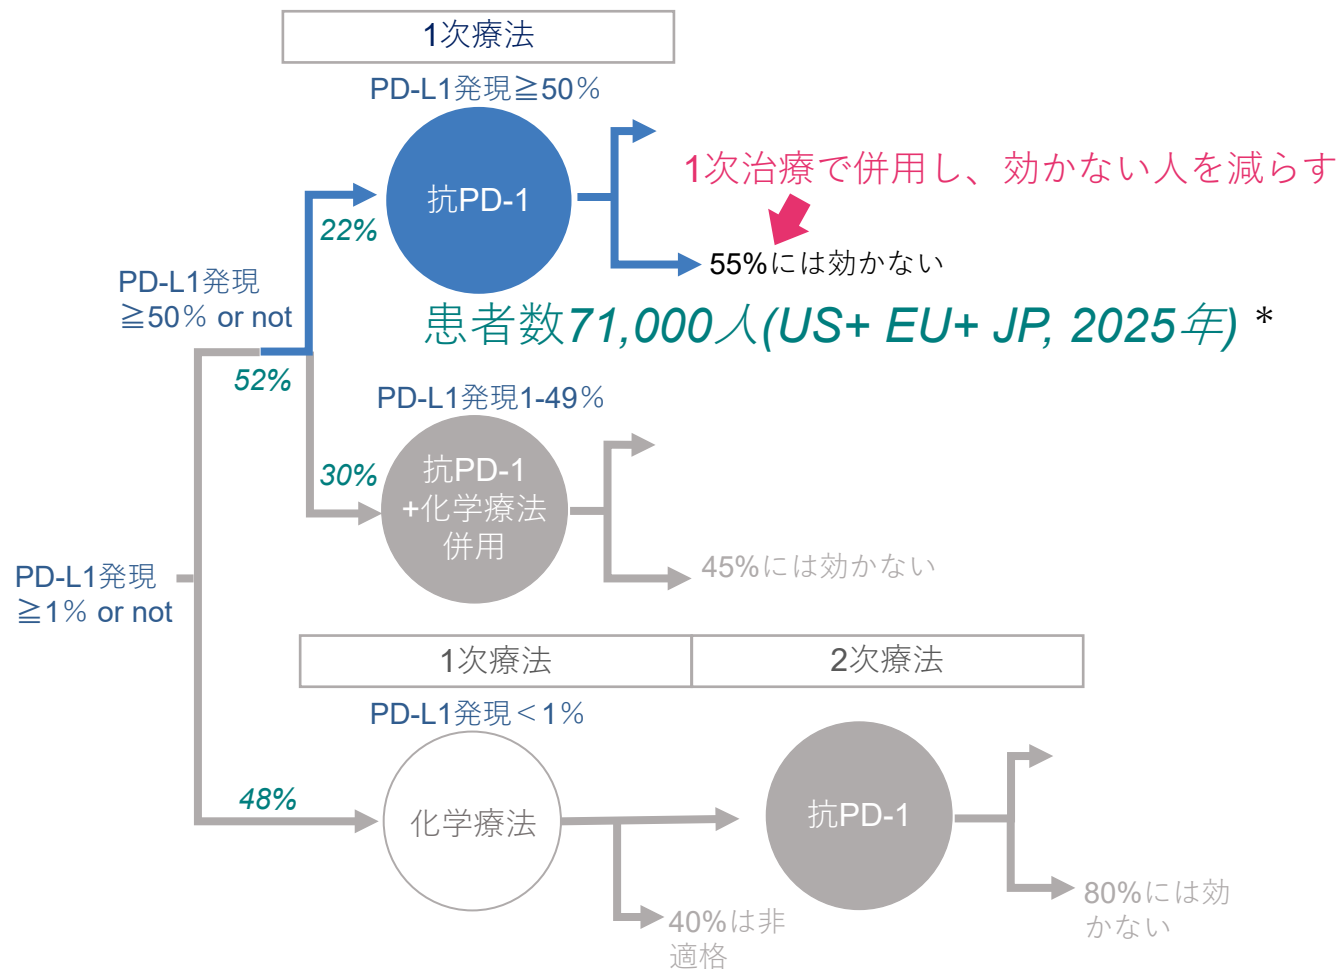 1次療法
PD-L1発現≧50%
抗PD-1
22%
1次治療で併用し、効かない人を減らす
55%には効かない
患者数71,000人(US+ EU+ JP, 2025年) *
PD-L1発現
≧50% or not
52%
PD-L1発現1-49%
30%
抗PD-1
+化学療法
併用
45%には効かない
PD-L1発現
≧1% or not
1次療法
2次療法
PD-L1発現<1%
48%
化学療法
抗PD-1
40%は非
適格
80%には効
かない